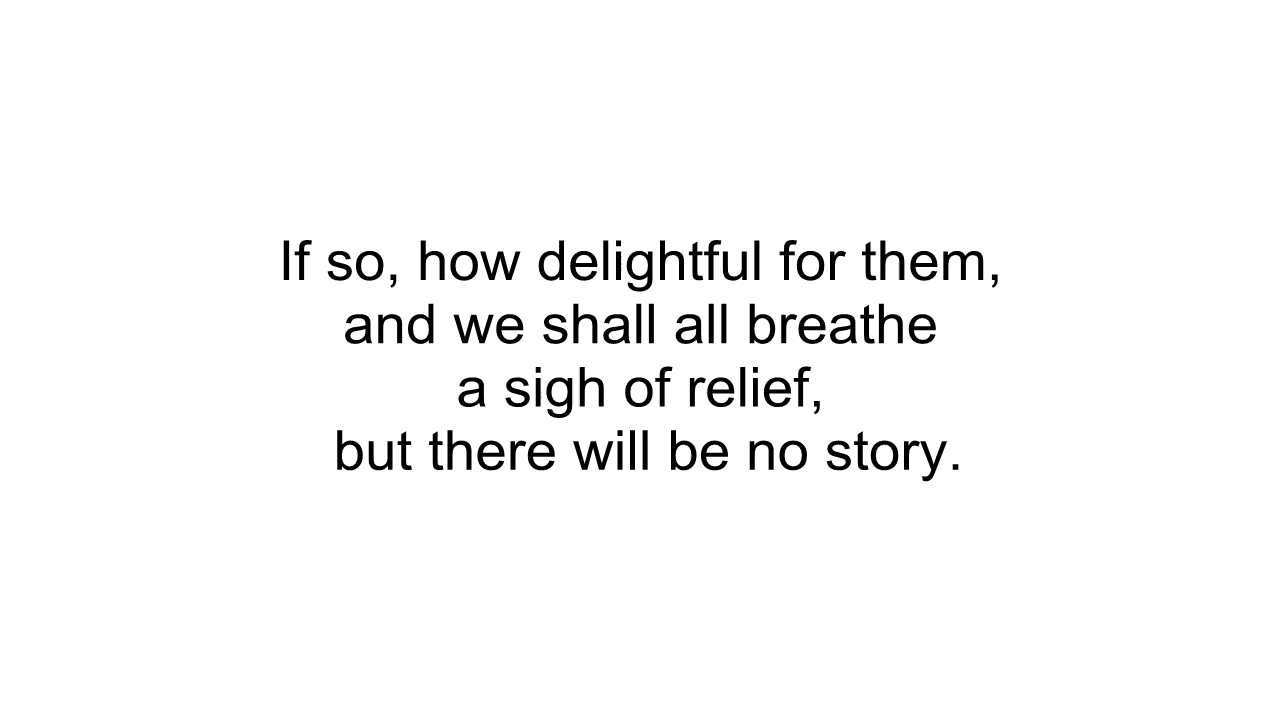 If so, how delightful for them,
and we shall all breathe
a sigh of relief,
but there will be no story.